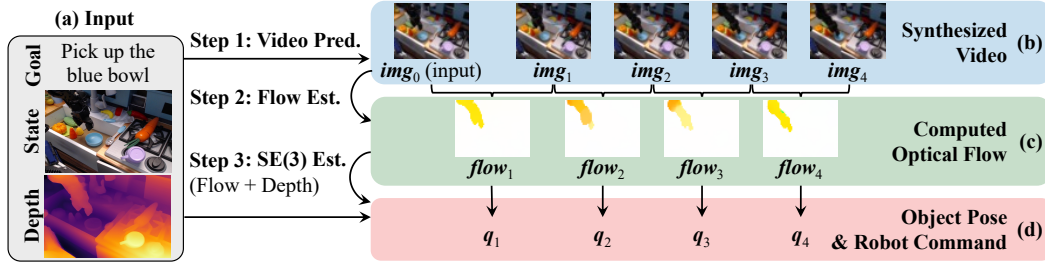 (a) Input
Goal
Pick up the
blue bowl
State
Depth
Step 1: Video Pred.
Step 2: Flow Est.
Step 3: SE(3) Est.
(Flow + Depth)
img₀ (input)
img₁
img₂
img₃
img₄
Synthesized
Video
(b)
flow₁
flow₂
flow₃
flow₄
Computed
Optical Flow
(c)
q₁
q₂
q₃
q₄
Object Pose
& Robot Command
(d)